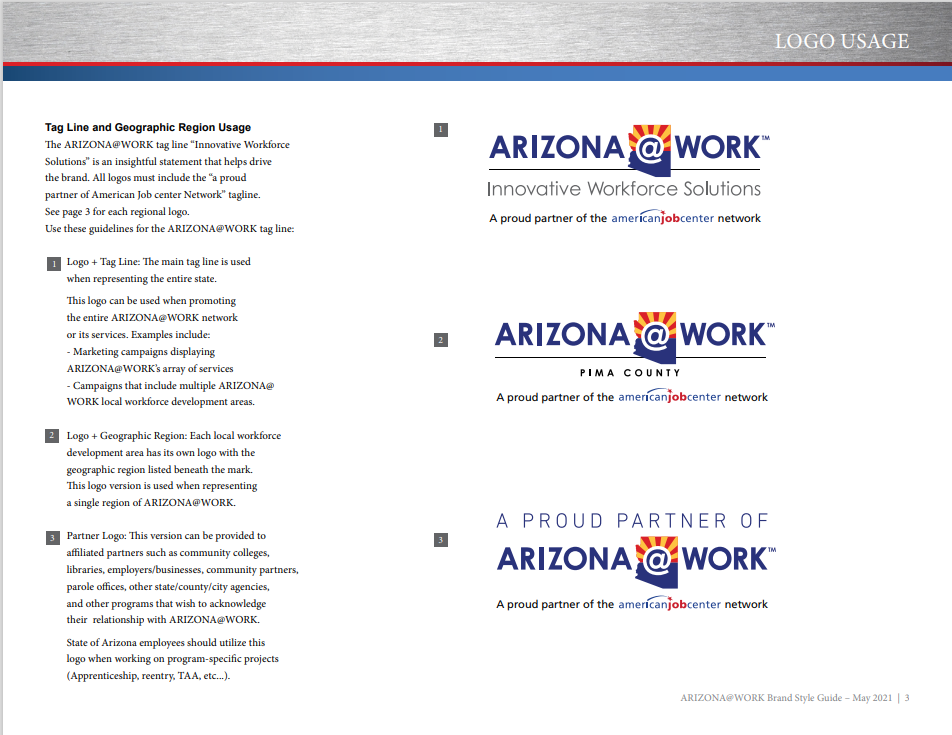 LOGO USAGE
Tag Line and Geographic Region Usage
The ARIZONA@WORK tag line “Innovative Workforce
Solutions” is an insightful statement that helps drive
the brand. All logos must include the “a proud
partner of American Job center Network” tagline.
See page 3 for each regional logo.
Use these guidelines for the ARIZONA@WORK tag line:
1 Logo + Tag Line: The main tag line is used
when representing the entire state.
This logo can be used when promoting
the entire ARIZONA@WORK network
or its services. Examples include:
- Marketing campaigns displaying
ARIZONA@WORK’s array of services
- Campaigns that include multiple ARIZONA@
WORK local workforce development areas.
2 Logo + Geographic Region: Each local workforce
development area has its own logo with the
geographic region listed beneath the mark.
This logo version is used when representing
a single region of ARIZONA@WORK.
3 Partner Logo: This version can be provided to
affiliated partners such as community colleges,
libraries, employers/businesses, community partners,
parole offices, other state/county/city agencies,
and other programs that wish to acknowledge
their relationship with ARIZONA@WORK.
State of Arizona employees should utilize this
logo when working on program-specific projects
(Apprenticeship, reentry, TAA, etc...).
1
ARIZONA@WORK™
Innovative Workforce Solutions
A proud partner of the americanjobcenter network
2
ARIZONA@WORK™
PIMA COUNTY
A proud partner of the americanjobcenter network
3
A PROUD PARTNER OF
ARIZONA@WORK™
A proud partner of the americanjobcenter network
ARIZONA@WORK Brand Style Guide – May 2021 | 3